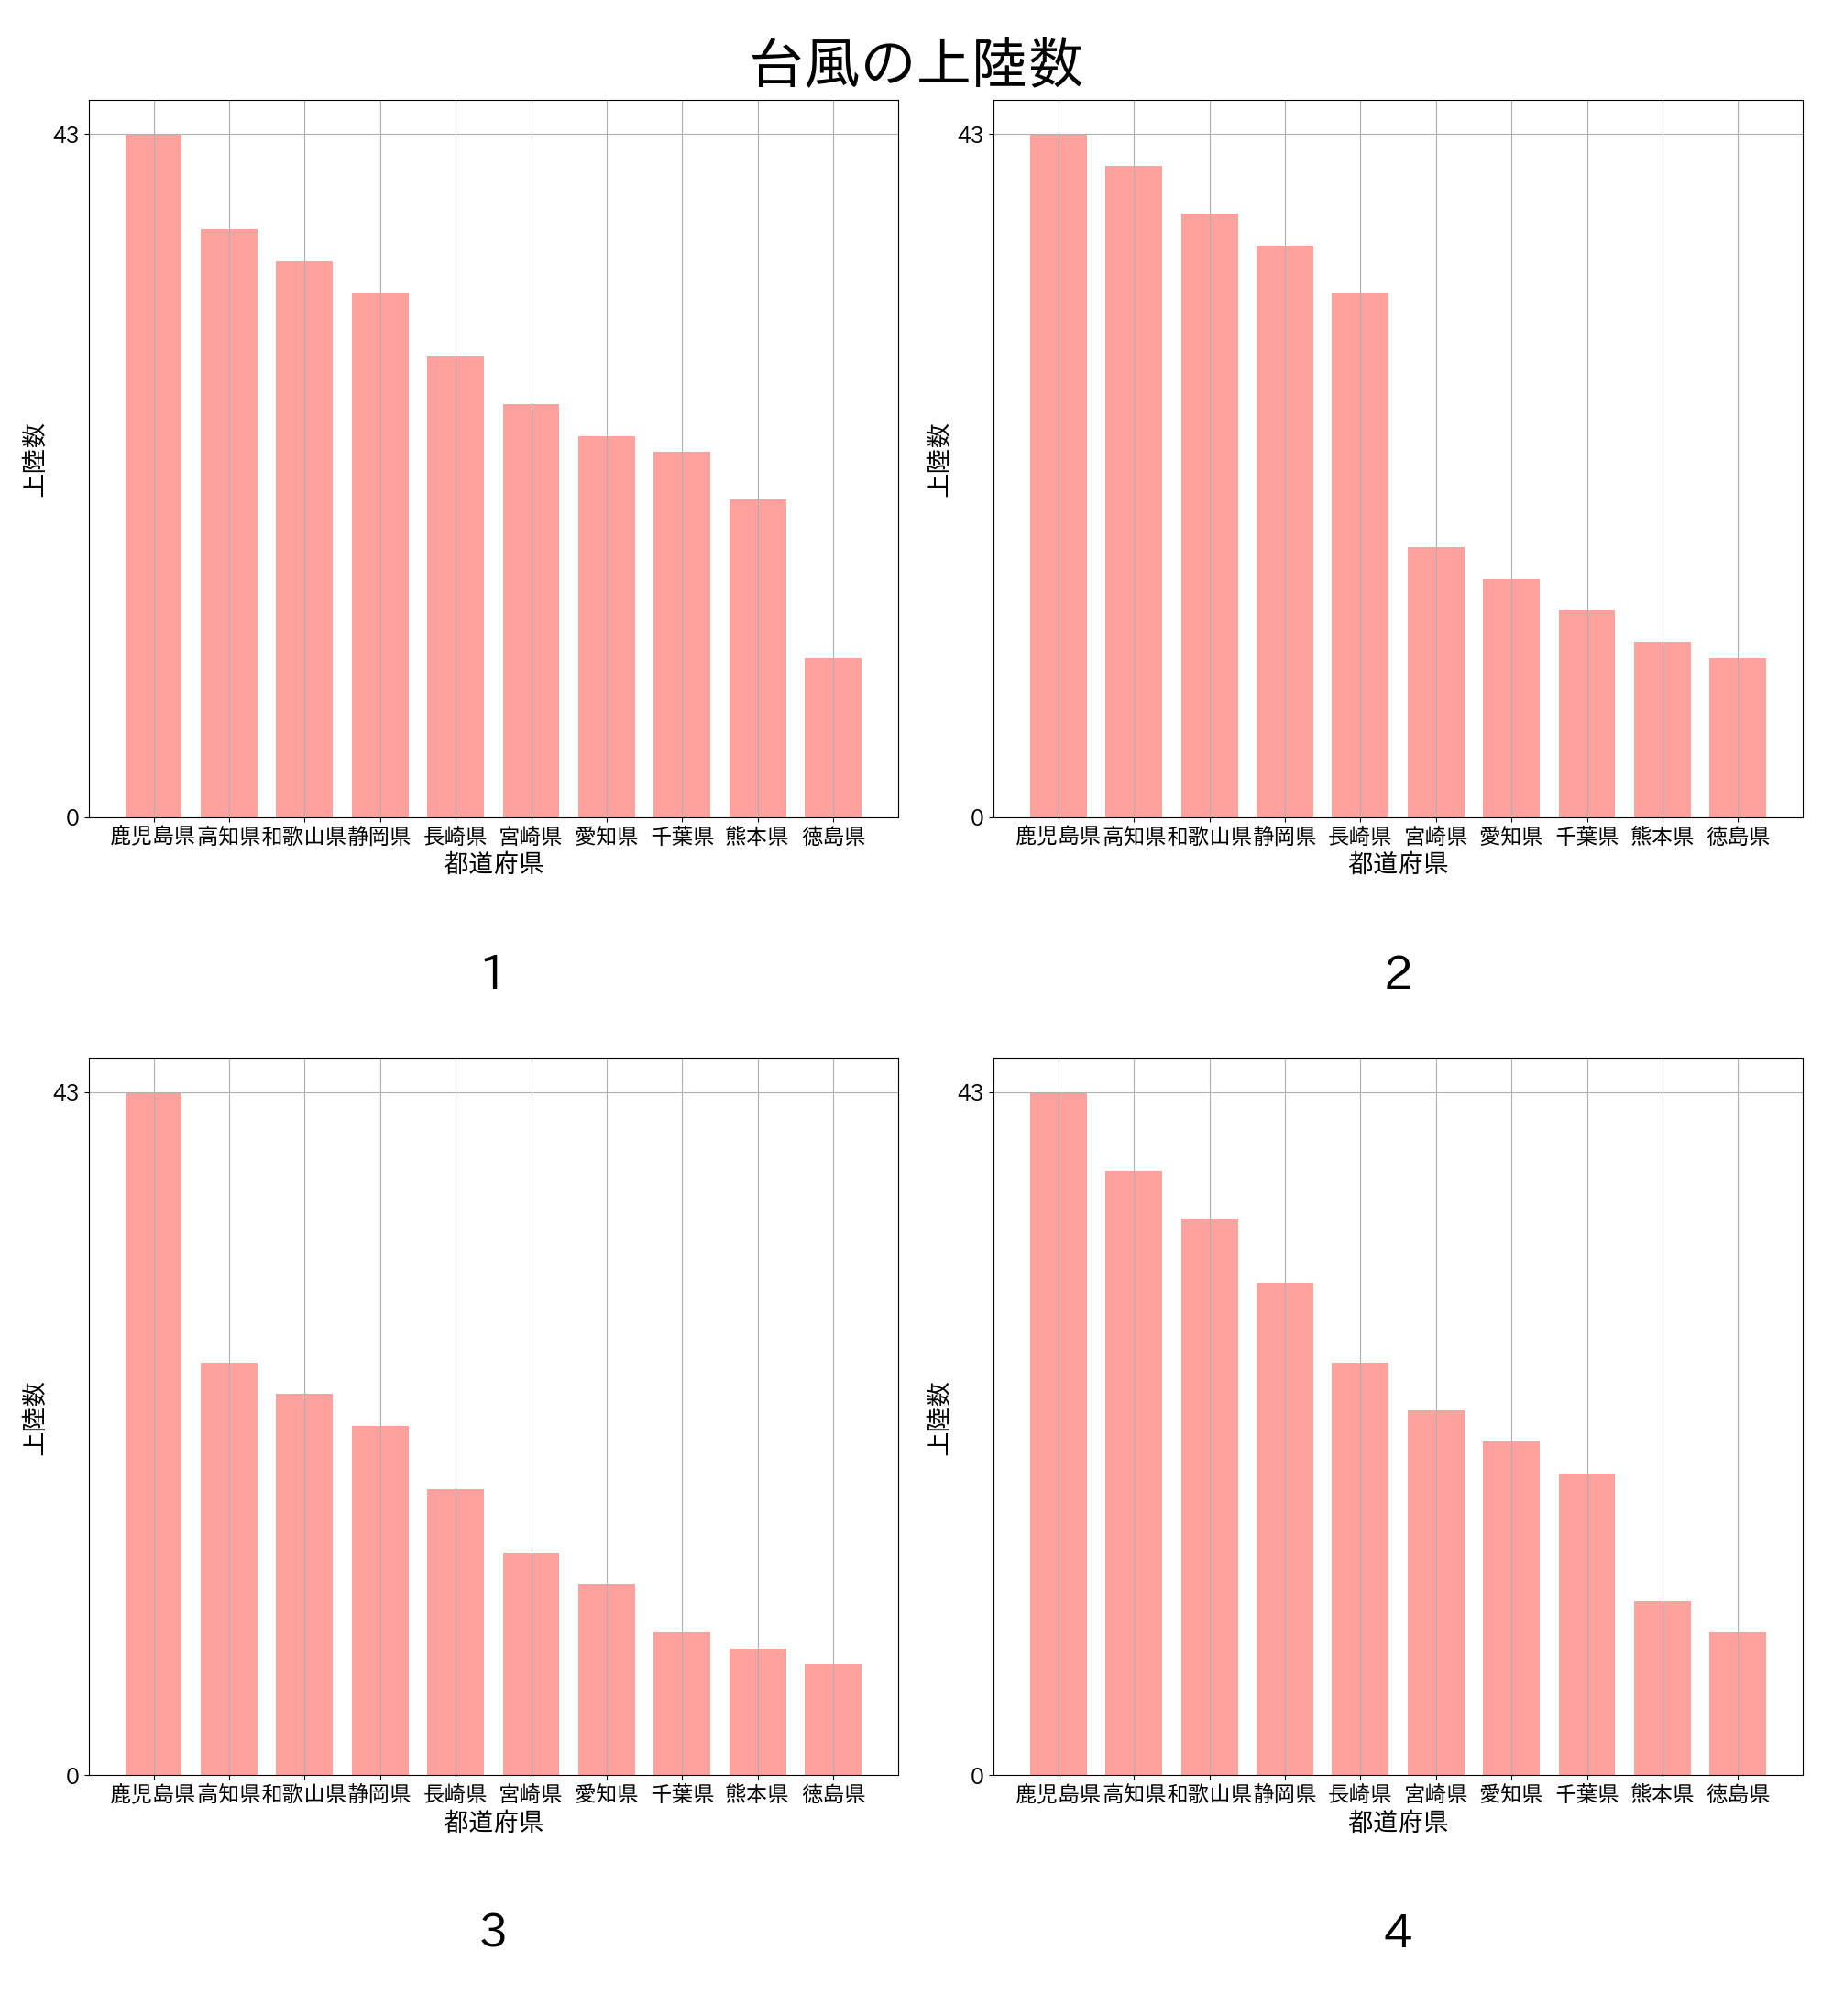 台風の上陸数
43
0
上陸数
鹿児島県 高知県 和歌山県 静岡県 長崎県 宮崎県 愛知県 千葉県 熊本県 徳島県
都道府県
1
43
0
上陸数
鹿児島県 高知県 和歌山県 静岡県 長崎県 宮崎県 愛知県 千葉県 熊本県 徳島県
都道府県
2
43
0
上陸数
鹿児島県 高知県 和歌山県 静岡県 長崎県 宮崎県 愛知県 千葉県 熊本県 徳島県
都道府県
3
43
0
上陸数
鹿児島県 高知県 和歌山県 静岡県 長崎県 宮崎県 愛知県 千葉県 熊本県 徳島県
都道府県
4